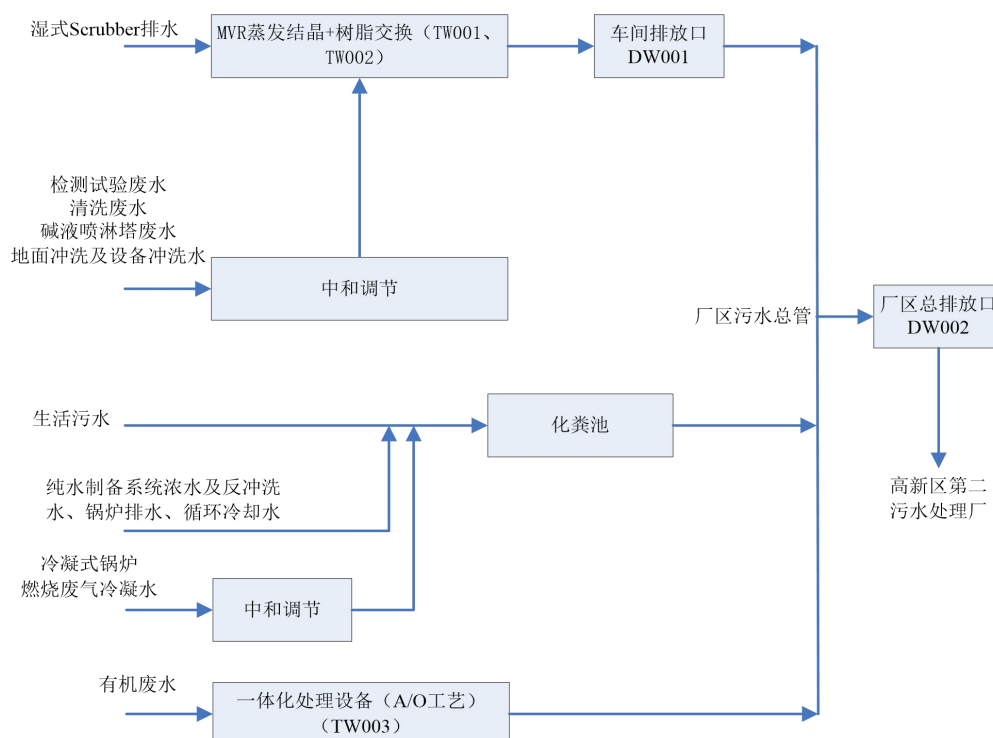 湿式Scrubber排水
MVR蒸发结晶+树脂交换（TW001、
TW002）
车间排放口
DW001
检测试验废水
清洗废水
碱液喷淋塔废水
地面冲洗及设备冲洗水
中和调节
厂区污水总管
厂区总排放口
DW002
生活污水
化粪池
纯水制备系统浓水及反冲洗
水、锅炉排水、循环冷却水
高新区第二
污水处理厂
冷凝式锅炉
燃烧废气冷凝水
中和调节
有机废水
一体化处理设备（A/O工艺）
（TW003）